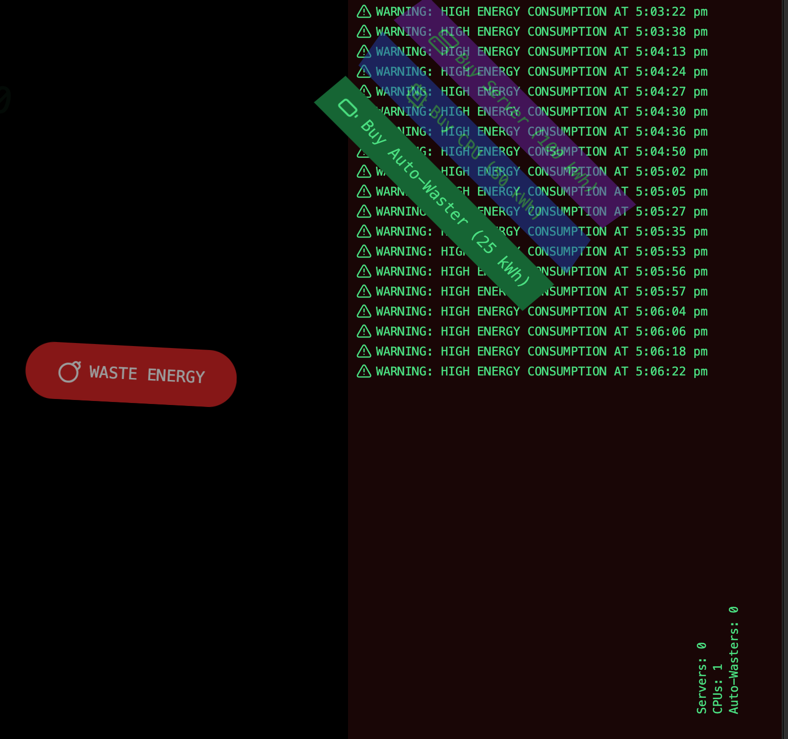 WARNING: HIGH ENERGY CONSUMPTION AT 5:03:22 pm
WARNING: HIGH ENERGY CONSUMPTION AT 5:03:38 pm
WARNING: HIGH ENERGY CONSUMPTION AT 5:04:13 pm
WARNING: HIGH ENERGY CONSUMPTION AT 5:04:24 pm
WARNING: HIGH ENERGY CONSUMPTION AT 5:04:27 pm
WARNING: HIGH ENERGY CONSUMPTION AT 5:04:30 pm
WARNING: HIGH ENERGY CONSUMPTION AT 5:04:36 pm
WARNING: HIGH ENERGY CONSUMPTION AT 5:04:50 pm
WARNING: HIGH ENERGY CONSUMPTION AT 5:05:02 pm
WARNING: HIGH ENERGY CONSUMPTION AT 5:05:05 pm
WARNING: HIGH ENERGY CONSUMPTION AT 5:05:27 pm
WARNING: HIGH ENERGY CONSUMPTION AT 5:05:35 pm
WARNING: HIGH ENERGY CONSUMPTION AT 5:05:53 pm
WARNING: HIGH ENERGY CONSUMPTION AT 5:05:56 pm
WARNING: HIGH ENERGY CONSUMPTION AT 5:05:57 pm
WARNING: HIGH ENERGY CONSUMPTION AT 5:06:04 pm
WARNING: HIGH ENERGY CONSUMPTION AT 5:06:06 pm
WARNING: HIGH ENERGY CONSUMPTION AT 5:06:18 pm
WARNING: HIGH ENERGY CONSUMPTION AT 5:06:22 pm
Buy Server (100 kWh)
Buy CPU kWh)
Buy Auto-Waster (25 kWh)
WASTE ENERGY
Servers: 0
CPUs: 1
Auto-Wasters: 0